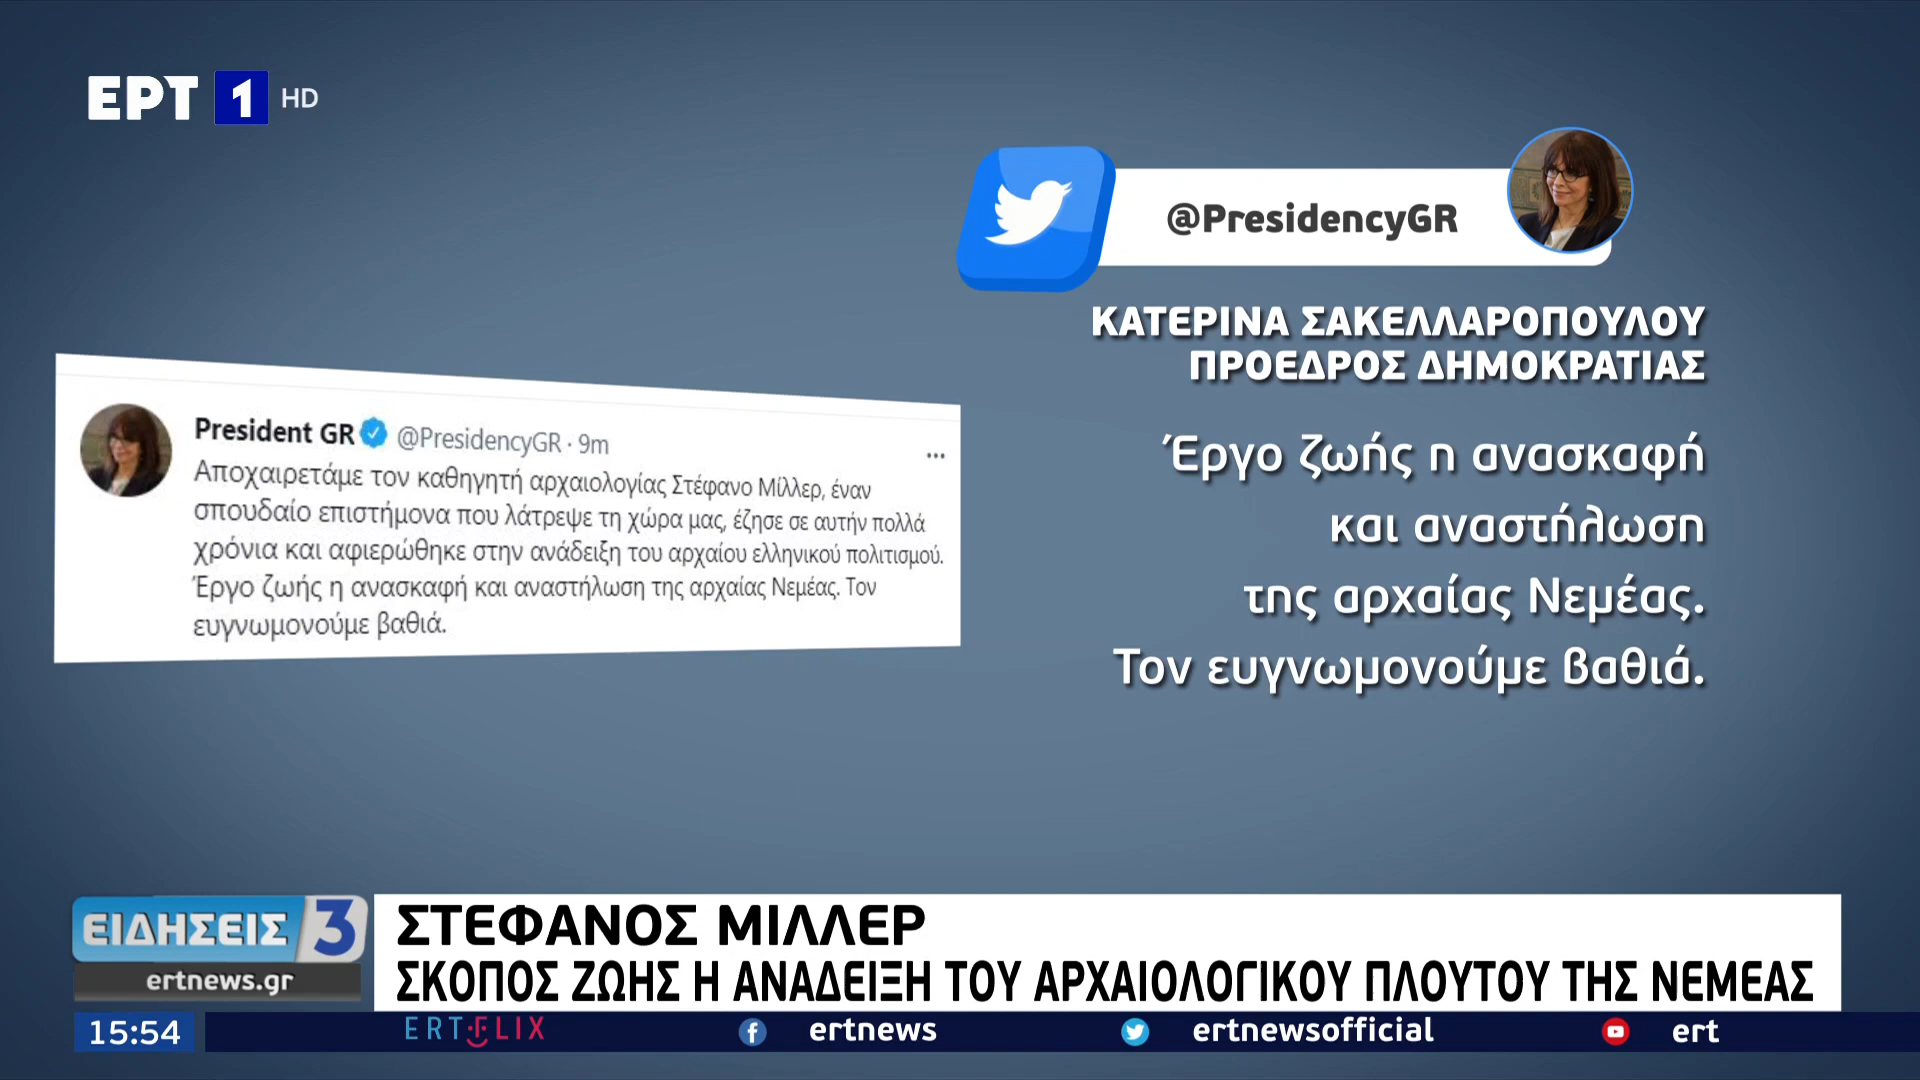 ΕΡΤ 1 HD
@PresidencyGR
ΚΑΤΕΡΙΝΑ ΣΑΚΕΛΛΑΡΟΠΟΥΛΟΥ
ΠΡΟΕΔΡΟΣ ΔΗΜΟΚΡΑΤΙΑΣ
Έργο ζωής η ανασκαφή
και αναστήλωση
της αρχαίας Νεμέας.
Τον ευγνωμονούμε βαθιά.
President GR @PresidencyGR · 9m
Αποχαιρετάμε τον καθηγητή αρχαιολογίας Στέφανο Μίλλερ, έναν
σπουδαίο επιστήμονα που λάτρεψε τη χώρα μας, έζησε σε αυτήν πολλά
χρόνια και αφιερώθηκε στην ανάδειξη του αρχαίου ελληνικού πολιτισμού.
Έργο ζωής η ανασκαφή και αναστήλωση της αρχαίας Νεμέας. Τον
ευγνωμονούμε βαθιά.
ΕΙΔΗΣΕΙΣ 3
ertnews.gr
ΣΤΕΦΑΝΟΣ ΜΙΛΛΕΡ
ΣΚΟΠΟΣ ΖΩΗΣ Η ΑΝΑΔΕΙΞΗ ΤΟΥ ΑΡΧΑΙΟΛΟΓΙΚΟΥ ΠΛΟΥΤΟΥ ΤΗΣ ΝΕΜΕΑΣ
15:54 ERTFLIX ertnews ertnewsofficial ert